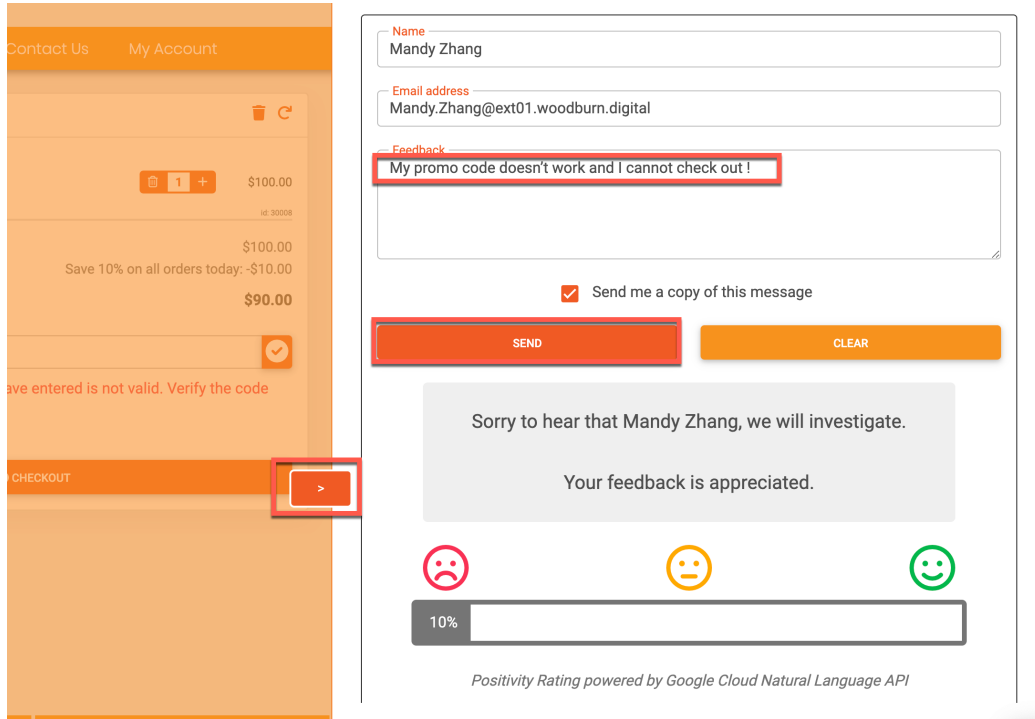 Contact Us My Account
1 + $100.00
id: 30008
$100.00
Save 10% on all orders today: -$10.00
$90.00
ave entered is not valid. Verify the code
CHECKOUT
>
Name
Mandy Zhang
Email address
Mandy.Zhang@ext01.woodburn.digital
Feedback
My promo code doesn’t work and I cannot check out !
Send me a copy of this message
SEND CLEAR
Sorry to hear that Mandy Zhang, we will investigate.
Your feedback is appreciated.
10%
Positivity Rating powered by Google Cloud Natural Language API